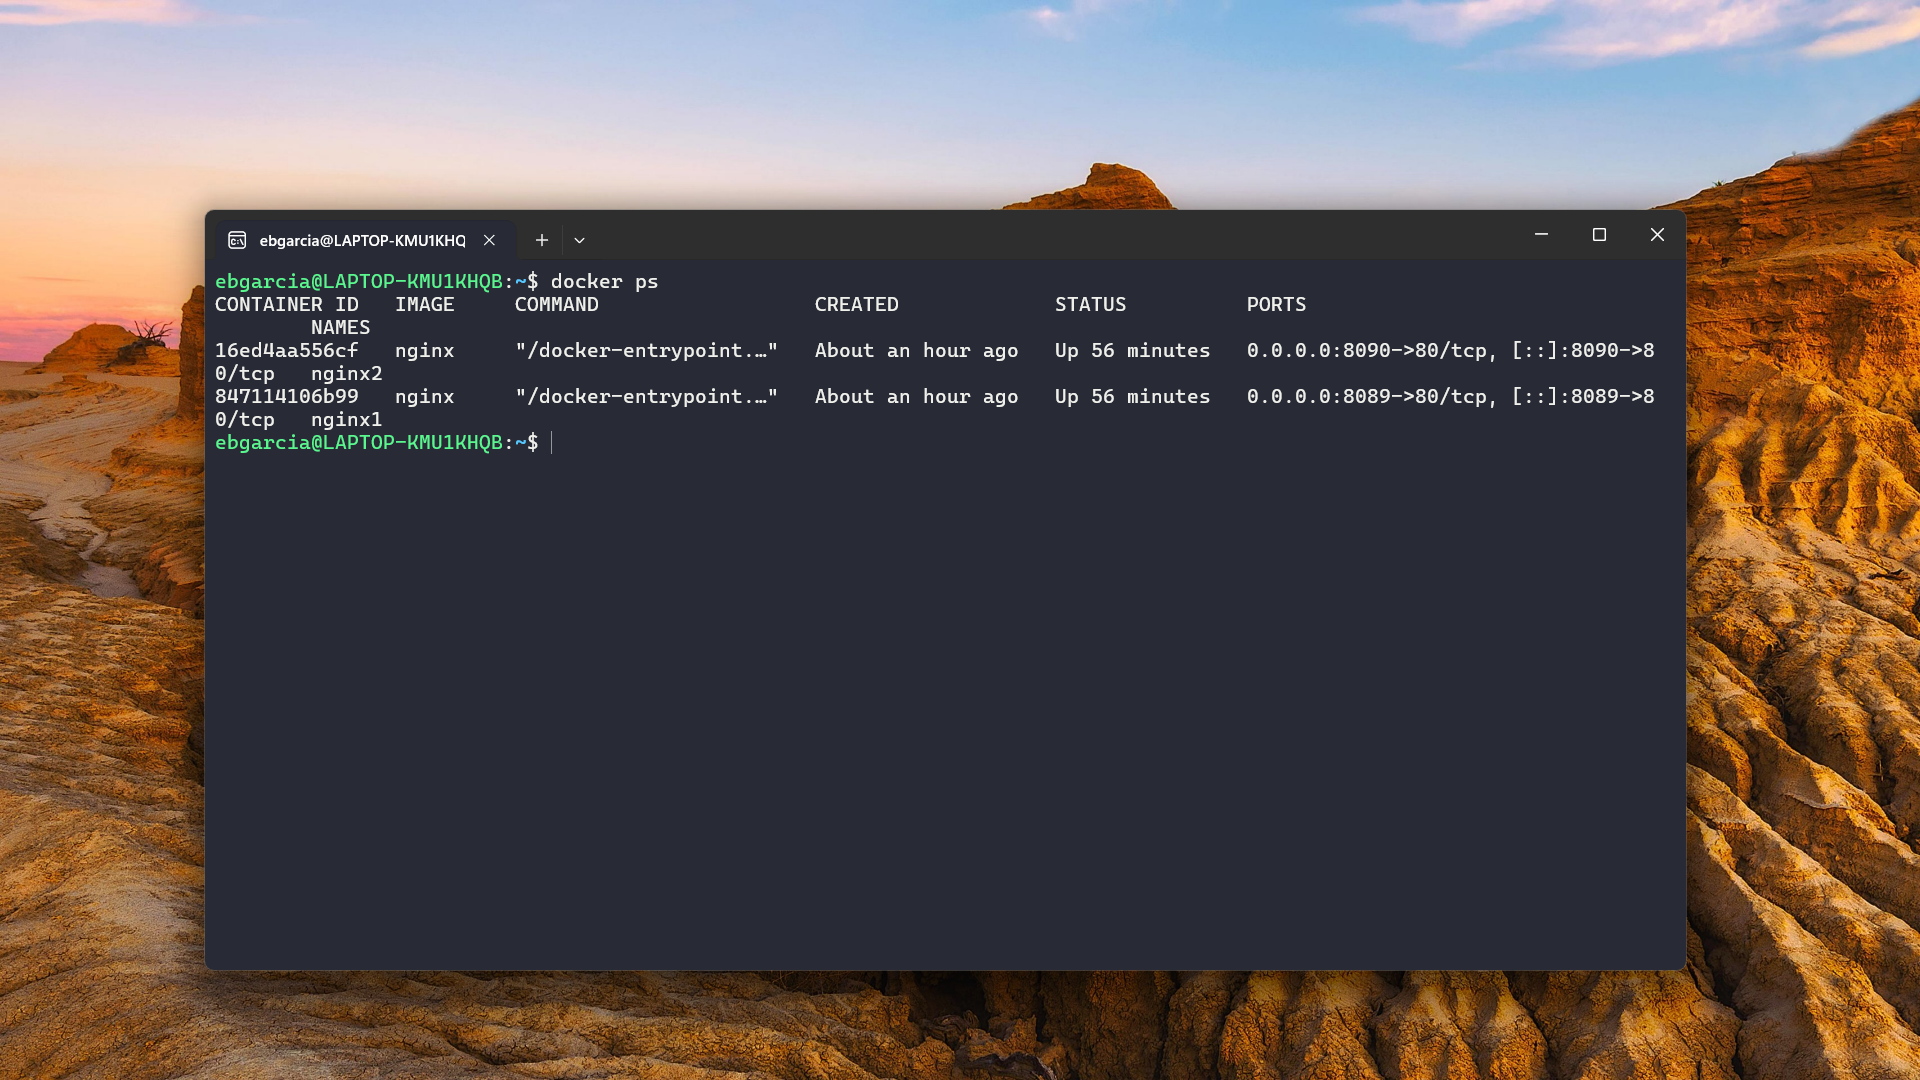 ebgarcia@LAPTOP-KMU1KHQ
ebgarcia@LAPTOP-KMU1KHQB:~$ docker ps
CONTAINER ID   IMAGE     COMMAND                  CREATED             STATUS          PORTS
        NAMES
16ed4aa556cf   nginx     "/docker-entrypoint.…"   About an hour ago   Up 56 minutes   0.0.0.0:8090->80/tcp, [::]:8090->8
0/tcp   nginx2
847114106b99   nginx     "/docker-entrypoint.…"   About an hour ago   Up 56 minutes   0.0.0.0:8089->80/tcp, [::]:8089->8
0/tcp   nginx1
ebgarcia@LAPTOP-KMU1KHQB:~$